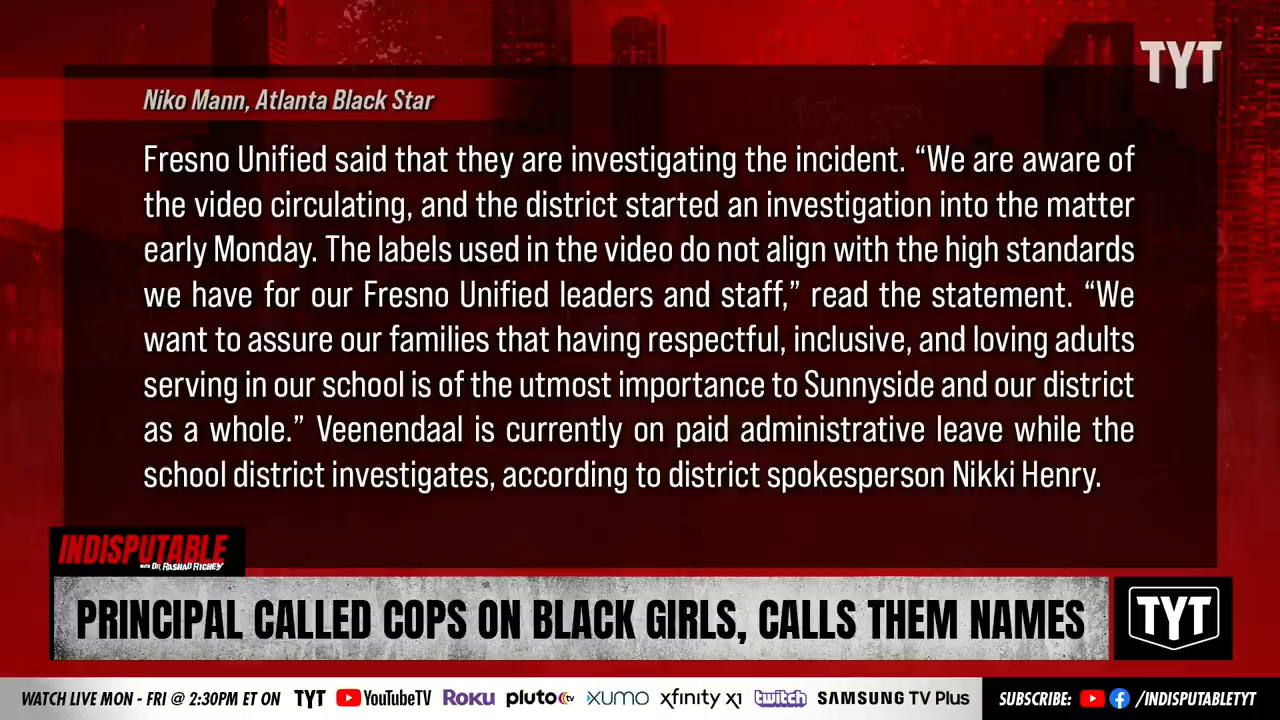 TYT
Niko Mann, Atlanta Black Star
Fresno Unified said that they are investigating the incident. “We are aware of
the video circulating, and the district started an investigation into the matter
early Monday. The labels used in the video do not align with the high standards
we have for our Fresno Unified leaders and staff,” read the statement. “We
want to assure our families that having respectful, inclusive, and loving adults
serving in our school is of the utmost importance to Sunnyside and our district
as a whole.” Veenendaal is currently on paid administrative leave while the
school district investigates, according to district spokesperson Nikki Henry.
INDISPUTABLE
WITH DR. RASHAD RICHEY
PRINCIPAL CALLED COPS ON BLACK GIRLS, CALLS THEM NAMES
TYT
WATCH LIVE MON - FRI @ 2:30PM ET ON TYT YouTubeTV ROKU pluto tv xumo xfinity x1 twitch SAMSUNG TV Plus SUBSCRIBE: /INDISPUTABLETYT